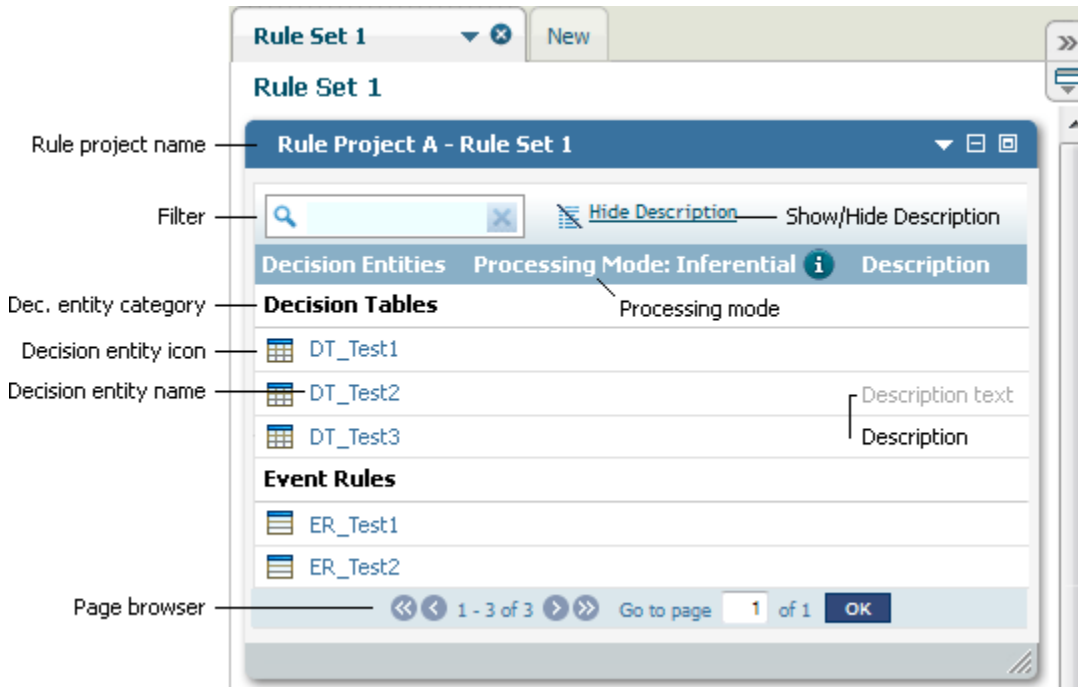 Rule Set 1
New
Rule Set 1
Rule project name
Rule Project A - Rule Set 1
Filter
Hide Description
Show/Hide Description
Decision Entities Processing Mode: Inferential i Description
Dec. entity category
Decision Tables
Processing mode
Decision entity icon
DT_Test1
Decision entity name
DT_Test2
Description text
DT_Test3
Description
Event Rules
ER_Test1
ER_Test2
Page browser
1 - 3 of 3 Go to page 1 of 1 OK